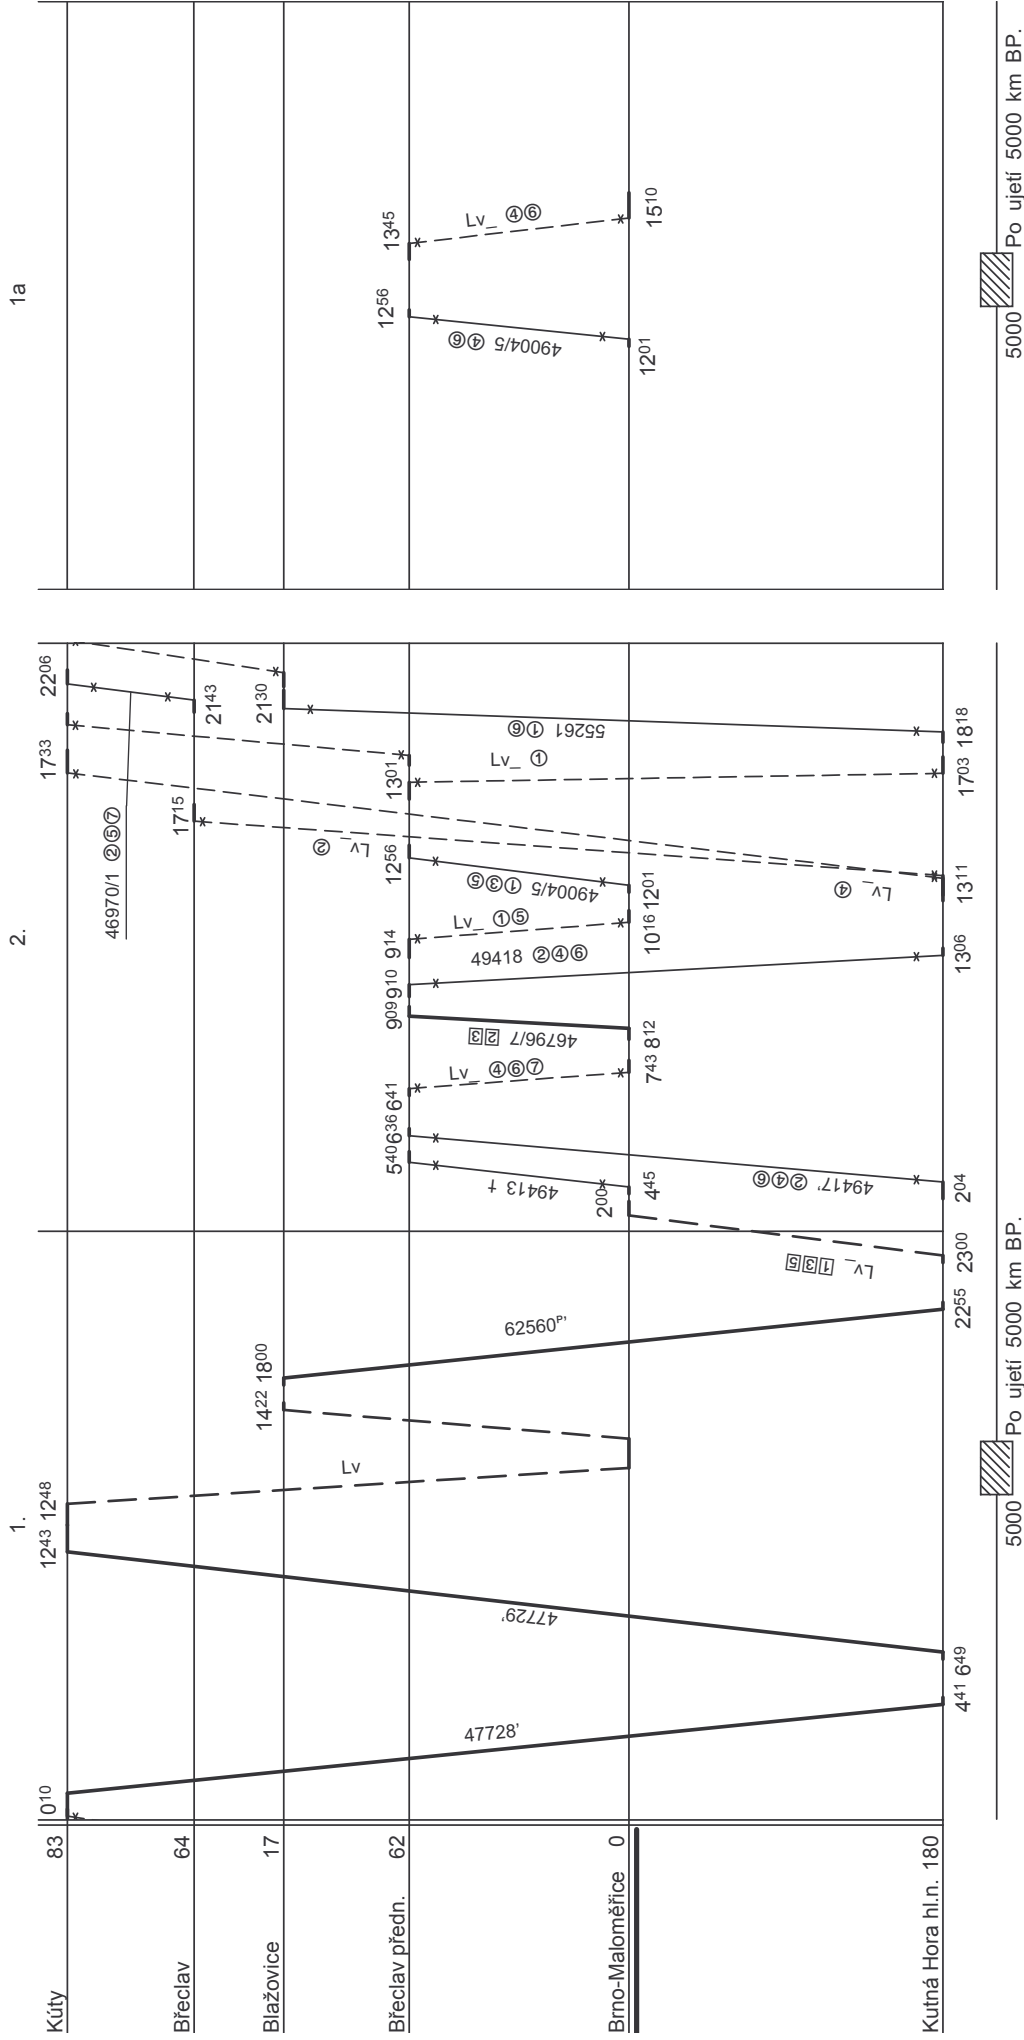 1.
2.
1a
Kúty 83
Břeclav 64
Blažovice 17
Břeclav předn. 62
Brno-Maloměřice 0
Kutná Hora hl.n. 180
0¹⁰
47728’
4⁴¹ 6⁴⁹
47729’
12⁴³ 12⁴⁸
Lv
14²² 18⁰⁰
62560ᴾ’
22⁵⁵
23⁰⁰
Lv_ 1 3 5
2⁰⁰
4⁴⁵
49413 †
5⁴⁰
2⁰⁴
49417’ ②④⑥
6³⁶
6⁴¹
Lv_ ④⑥⑦
7⁴³ 8¹²
46796/7 2 3
9⁰⁹
9¹⁰
49418 ②④⑥
13⁰⁶
9¹⁴
Lv_ ①⑤
10¹⁶
12⁰¹
49004/5 ①③⑤
12⁵⁶
13¹¹
Lv_ ②
17¹⁵
Lv_ ④
17³³
13⁰¹
Lv_ ①
17⁰³
18¹⁸
55261 ①⑥
21³⁰
21⁴³
46970/1 ②⑤⑦
22⁰⁶
12⁰¹
49004/5 ④⑥
12⁵⁶
13⁴⁵
Lv_ ④⑥
15¹⁰
5000 Po ujetí 5000 km BP.
5000 Po ujetí 5000 km BP.